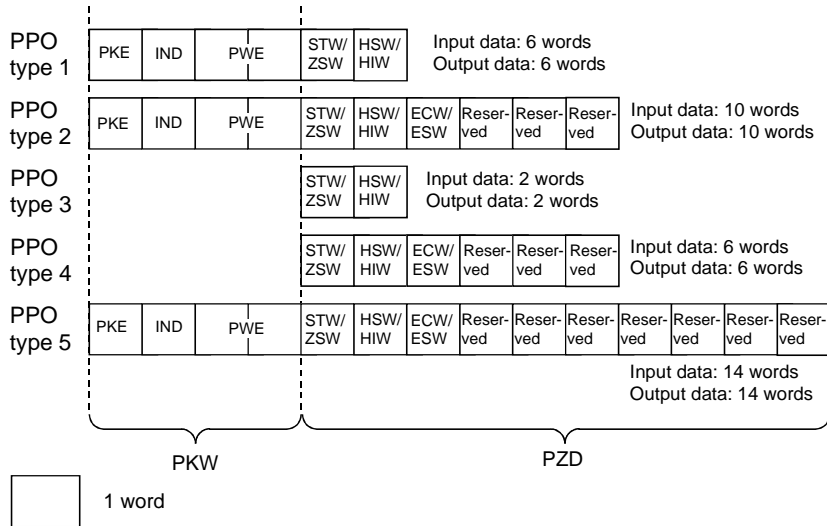 PPO
type 1
PKE IND PWE STW/ HSW/
ZSW HIW
Input data: 6 words
Output data: 6 words
PPO
type 2
PKE IND PWE STW/ HSW/ ECW/ Reser- Reser- Reser-
ZSW HIW ESW ved ved ved
Input data: 10 words
Output data: 10 words
PPO
type 3
STW/ HSW/
ZSW HIW
Input data: 2 words
Output data: 2 words
PPO
type 4
STW/ HSW/ ECW/ Reser- Reser- Reser-
ZSW HIW ESW ved ved ved
Input data: 6 words
Output data: 6 words
PPO
type 5
PKE IND PWE STW/ HSW/ ECW/ Reser- Reser- Reser- Reser- Reser- Reser- Reser-
ZSW HIW ESW ved ved ved ved ved ved ved
Input data: 14 words
Output data: 14 words
PKW PZD
1 word